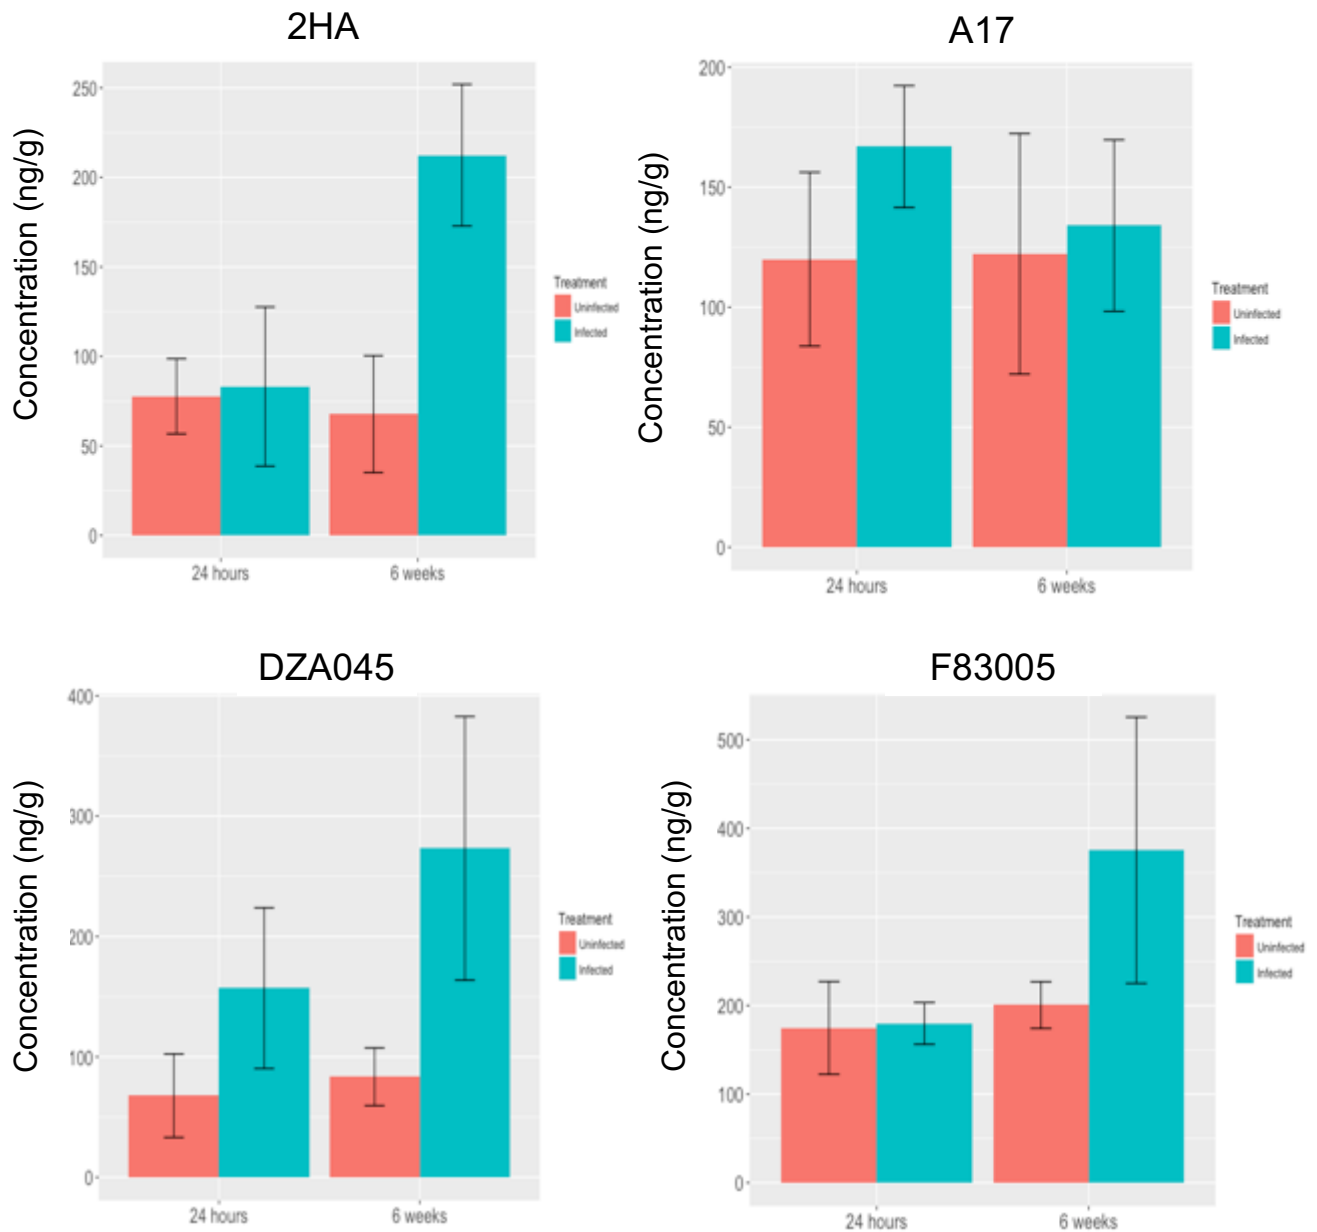 2HA
Concentration (ng/g)
250
200
150
100
50
0
24 hours
6 weeks
Treatment
Uninfected
Infected
A17
Concentration (ng/g)
200
150
100
50
0
24 hours
6 weeks
Treatment
Uninfected
Infected
DZA045
Concentration (ng/g)
400
300
200
100
0
24 hours
6 weeks
Treatment
Uninfected
Infected
F83005
Concentration (ng/g)
500
400
300
200
100
0
24 hours
6 weeks
Treatment
Uninfected
Infected